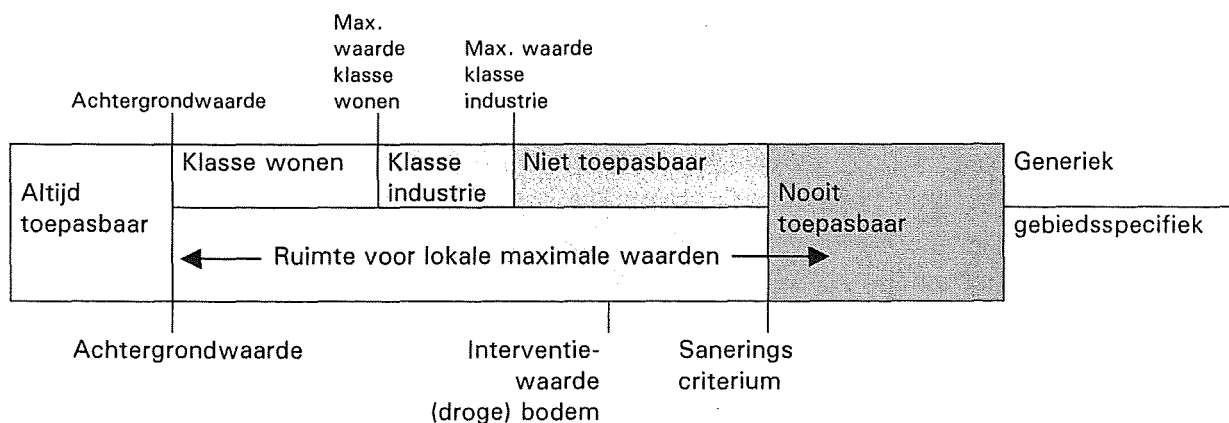 Max.
waarde
klasse
wonen
Max. waarde
klasse
industrie
Achtergrondwaarde
Klasse wonen
Klasse
industrie
Niet toepasbaar
Generiek
Altijd
toepasbaar
Nooit
toepasbaar
gebiedsspecifiek
Ruimte voor lokale maximale waarden
Achtergrondwaarde
Interventie-
waarde
(droge) bodem
Sanerings
criterium